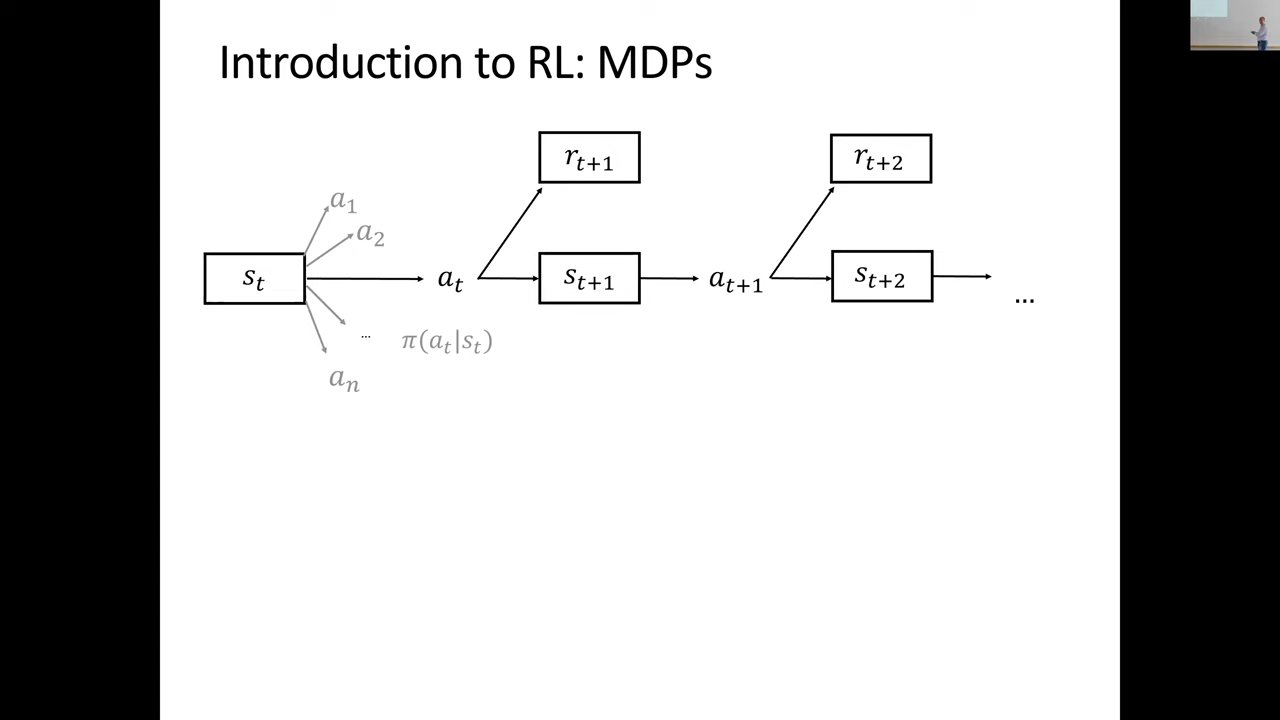 Introduction to RL: MDPs
r_{t+1}
r_{t+2}
a_1
a_2
s_t
a_t
s_{t+1}
a_{t+1}
s_{t+2}
...
...
π(a_t|s_t)
a_n